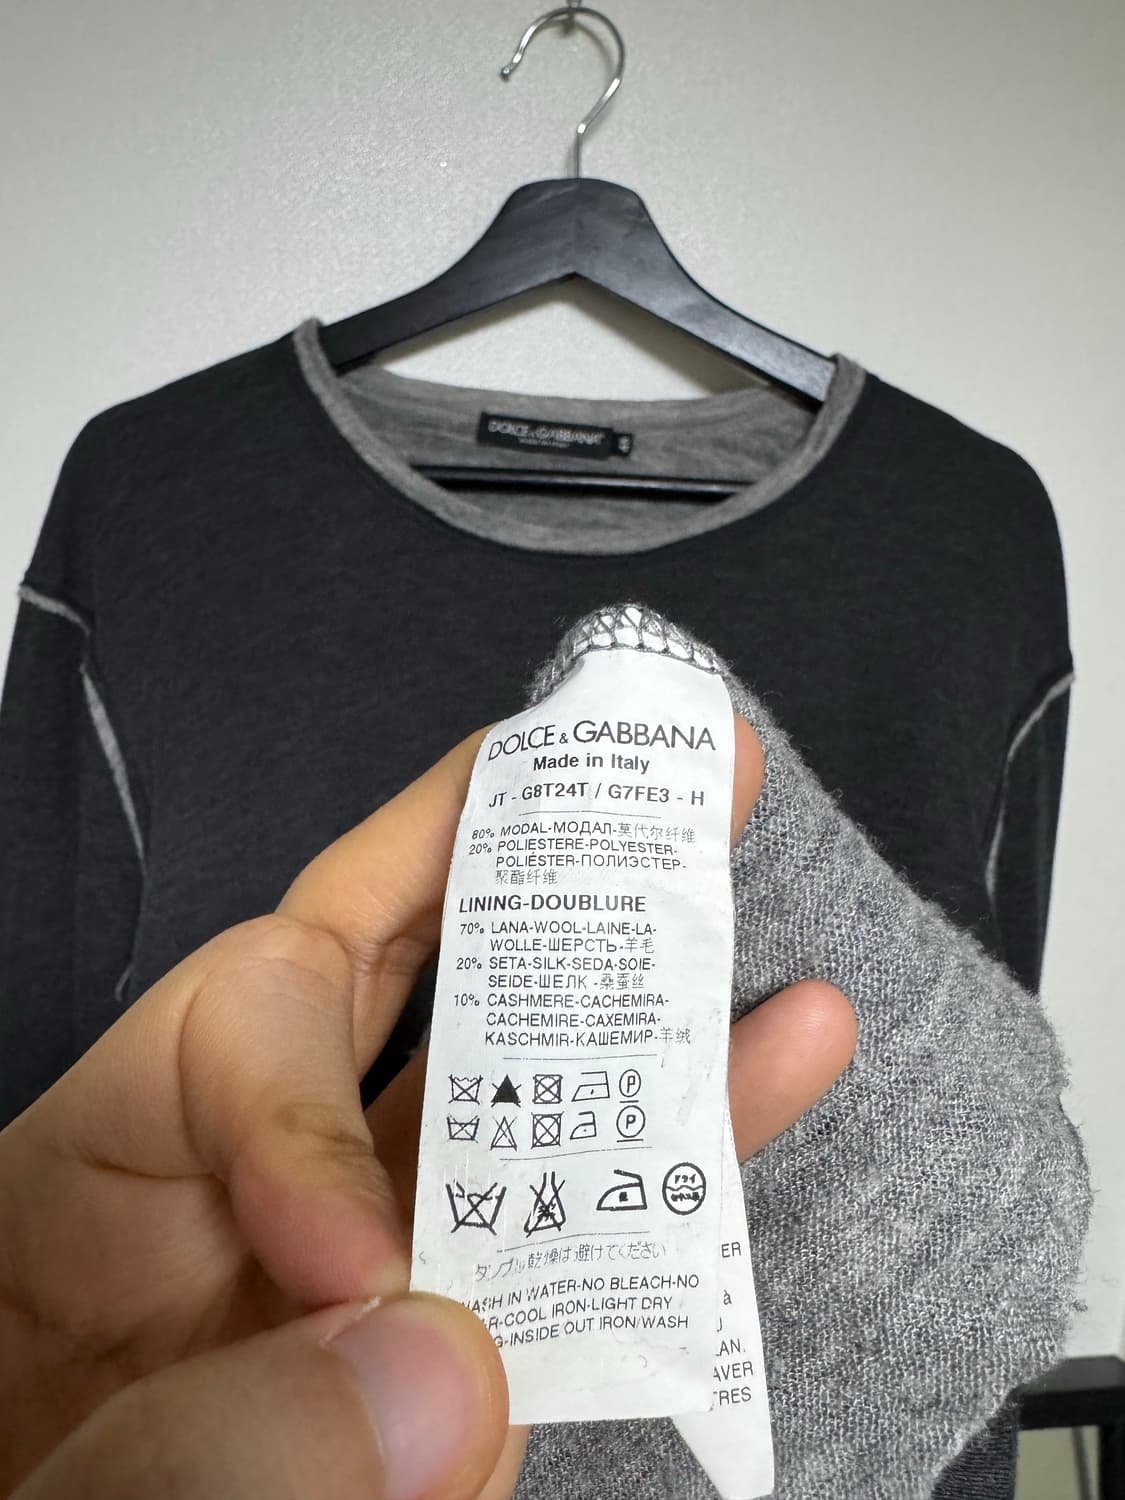 DOLCE & GABBANA
DOLCE & GABBANA
Made in Italy
JT - G8T24T / G7FE3 - H
80% MODAL-МОДАЛ-莫代尔纤维
20% POLIESTERE-POLYESTER-
POLIÉSTER-ПОЛИЭСТЕР-
聚酯纤维
LINING-DOUBLURE
70% LANA-WOOL-LAINE-LA-
WOLLE-ШЕРСТЬ-羊毛
20% SETA-SILK-SEDA-SOIE-
SEIDE-ШЕЛК -桑蚕丝
10% CASHMERE-CACHEMIRA-
CACHEMIRE-CAXEMIRA-
KASCHMIR-КАШЕМИР-羊绒
P
P
ドライ
タンブル乾燥は避けてください
WASH IN WATER-NO BLEACH-NO
R-COOL IRON-LIGHT DRY
G-INSIDE OUT IRON/WASH
ER
à
U
LAN.
AVER
TRES